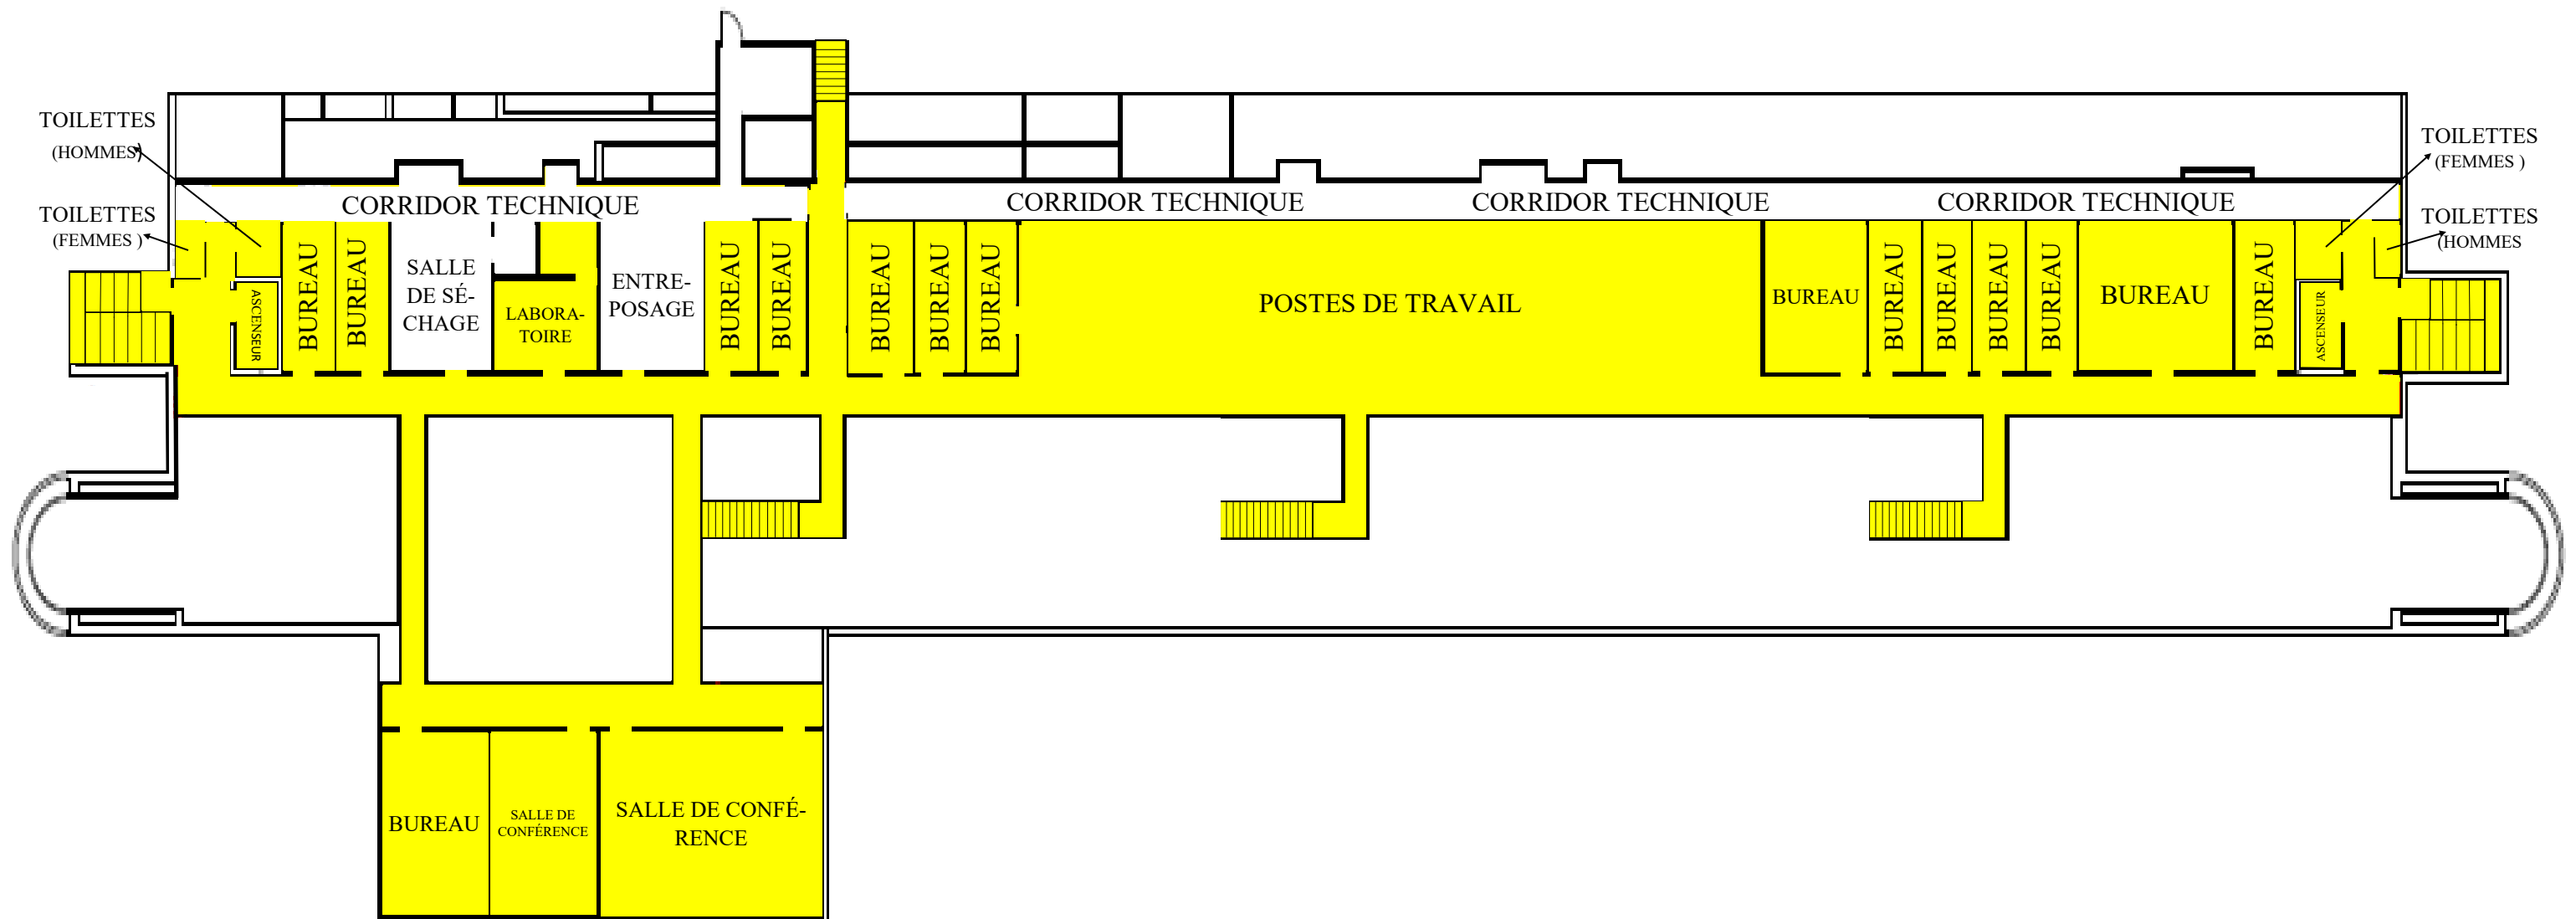 TOILETTES
(HOMMES)
TOILETTES
(FEMMES )
TOILETTES
(FEMMES )
TOILETTES
(HOMMES
CORRIDOR TECHNIQUE
CORRIDOR TECHNIQUE
CORRIDOR TECHNIQUE
CORRIDOR TECHNIQUE
ASCENSEUR
BUREAU
BUREAU
SALLE
DE SÉ-
CHAGE
LABORA-
TOIRE
ENTRE-
POSAGE
BUREAU
BUREAU
BUREAU
BUREAU
BUREAU
POSTES DE TRAVAIL
BUREAU
BUREAU
BUREAU
BUREAU
BUREAU
BUREAU
BUREAU
ASCENSEUR
BUREAU
SALLE DE
CONFÉRENCE
SALLE DE CONFÉ-
RENCE